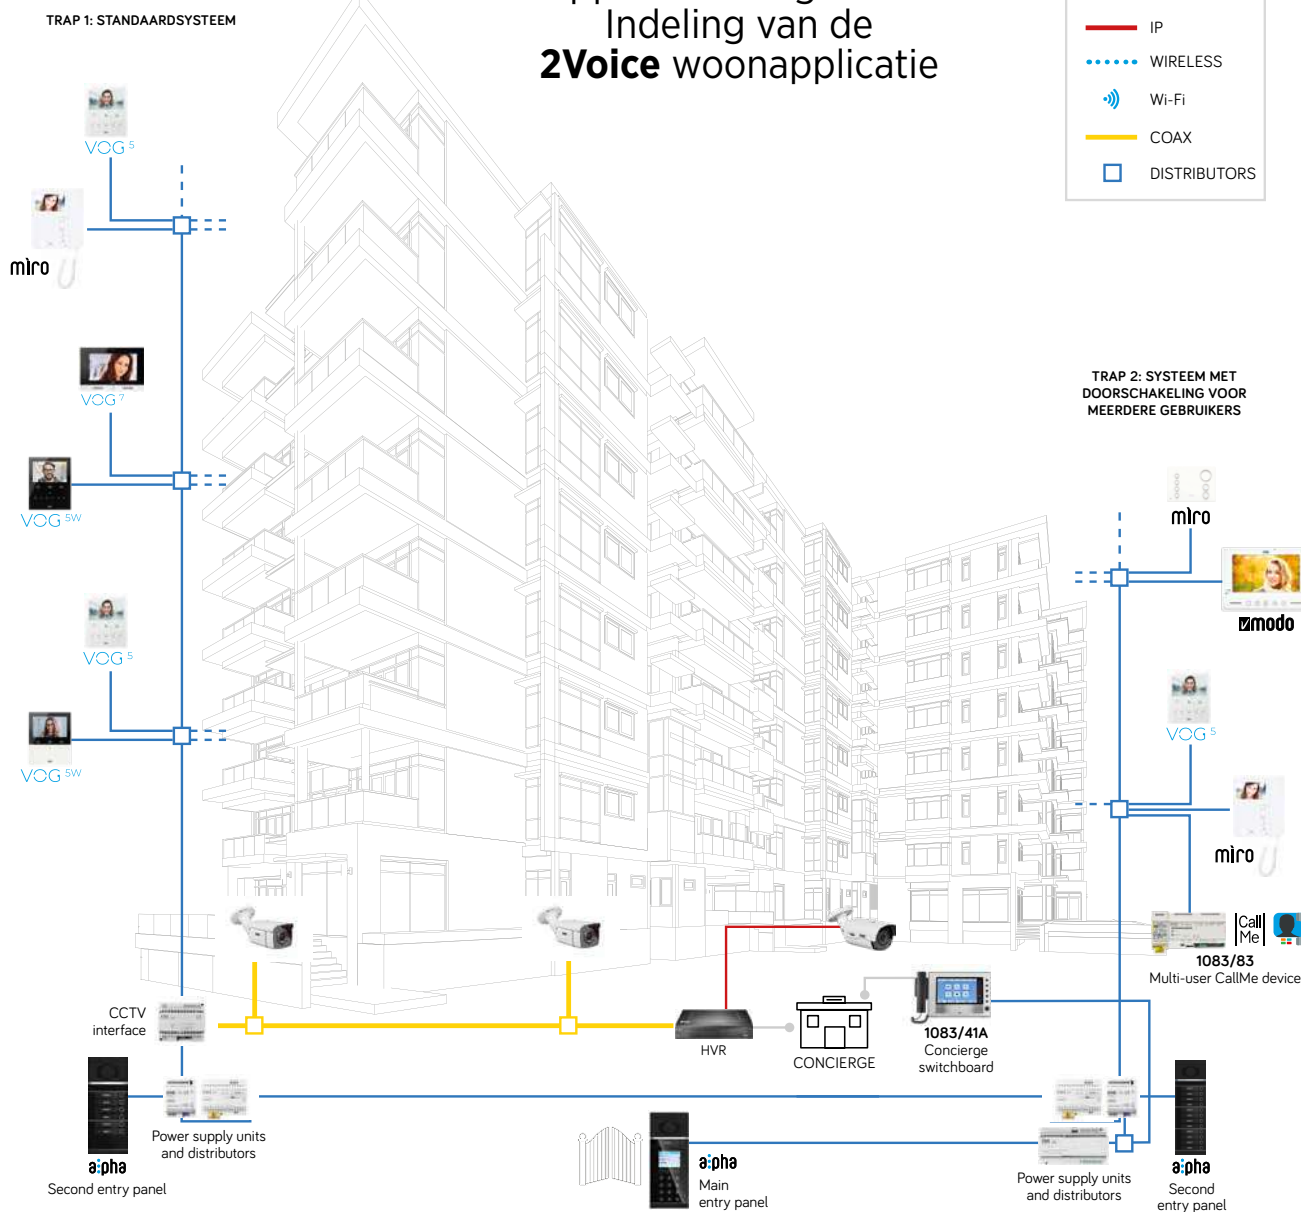 TRAP 1: STANDAARDSYSTEEM
Indeling van de
2Voice woonapplicatie
IP
WIRELESS
Wi-Fi
COAX
DISTRIBUTORS
VOG 5
mìro
VOG 7
VOG 5W
VOG 5
VOG 5W
TRAP 2: SYSTEEM MET
DOORSCHAKELING VOOR
MEERDERE GEBRUIKERS
mìro
modo
VOG 5
mìro
Call
Me
1083/83
Multi-user CallMe device
CCTV
interface
HVR
CONCIERGE
1083/41A
Concierge
switchboard
Power supply units
and distributors
alpha
Second entry panel
alpha
Main
entry panel
Power supply units
and distributors
alpha
Second
entry panel